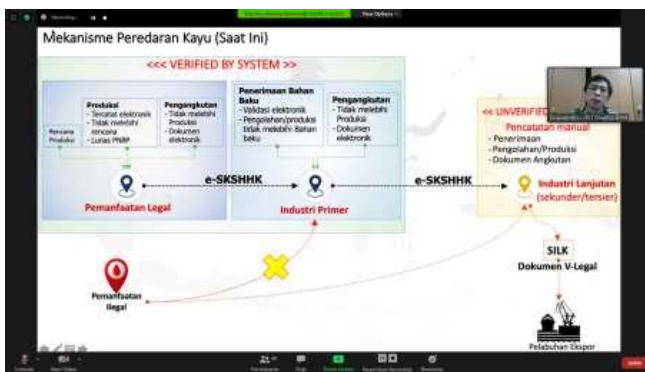 Mekanisme Peredaran Kayu (Saat Ini)
<<< VERIFIED BY SYSTEM >>
Rencana
Produksi
Produksi
- Tercatat elektronik
- Tidak melebihi
rencana
- Lunas PNBP
Pengangkutan
- Tidak melebihi
Produksi
- Dokumen
elektronik
Penerimaan Bahan
Baku
- Validasi elektronik
- Pengolahan/produksi
tidak melebihi Bahan
baku
Pengangkutan
- Tidak melebihi
Produksi
- Dokumen
elektronik
<< UNVERIFIED
Pencatatan manual
- Penerimaan
- Pengolahan/Produksi
- Dokumen Angkutan
e-SKSHHK
e-SKSHHK
Pemanfaatan Legal
Industri Primer
Industri Lanjutan
(sekunder/tersier)
Pemanfaatan
Ilegal
SILK
Dokumen V-Legal
Pelabuhan Ekspor